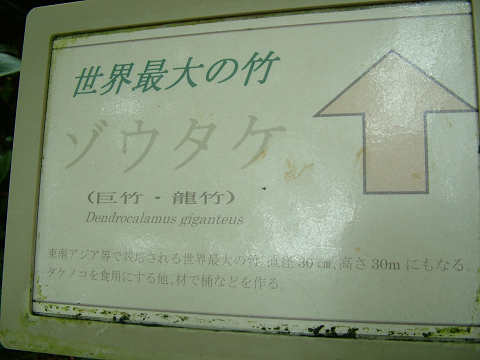 世界最大の竹
ゾウタケ
(巨竹・龍竹)
Dendrocalamus giganteus
東南アジア等で栽培される世界最大の竹。直径30㎝、高さ30mにもなる。
タケノコを食用にする他、材で桶などを作る。